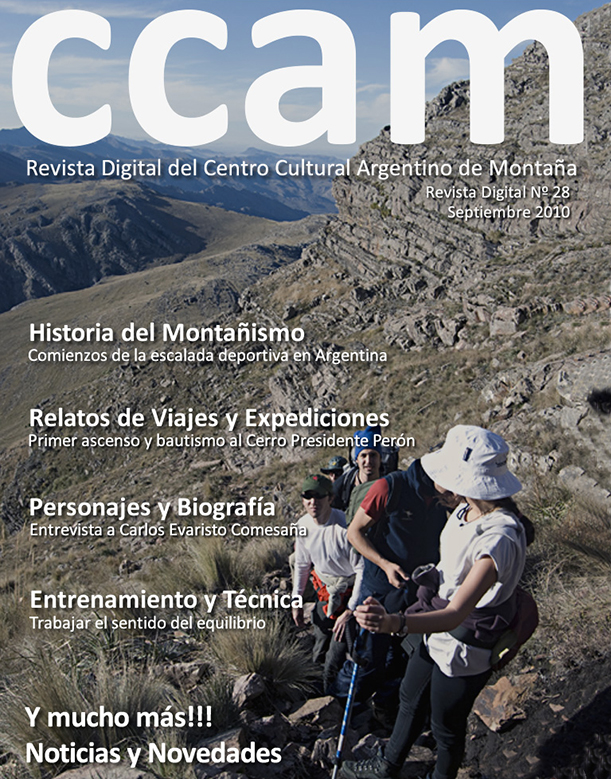 ccam
Revista Digital del Centro Cultural Argentino de Montaña
Revista Digital Nº 28
Septiembre 2010
Historia del Montañismo
Comienzos de la escalada deportiva en Argentina
Relatos de Viajes y Expediciones
Primer ascenso y bautismo al Cerro Presidente Perón
Personajes y Biografía
Entrevista a Carlos Evaristo Comesaña
Entrenamiento y Técnica
Trabajar el sentido del equilibrio
Y mucho más!!!
Noticias y Novedades